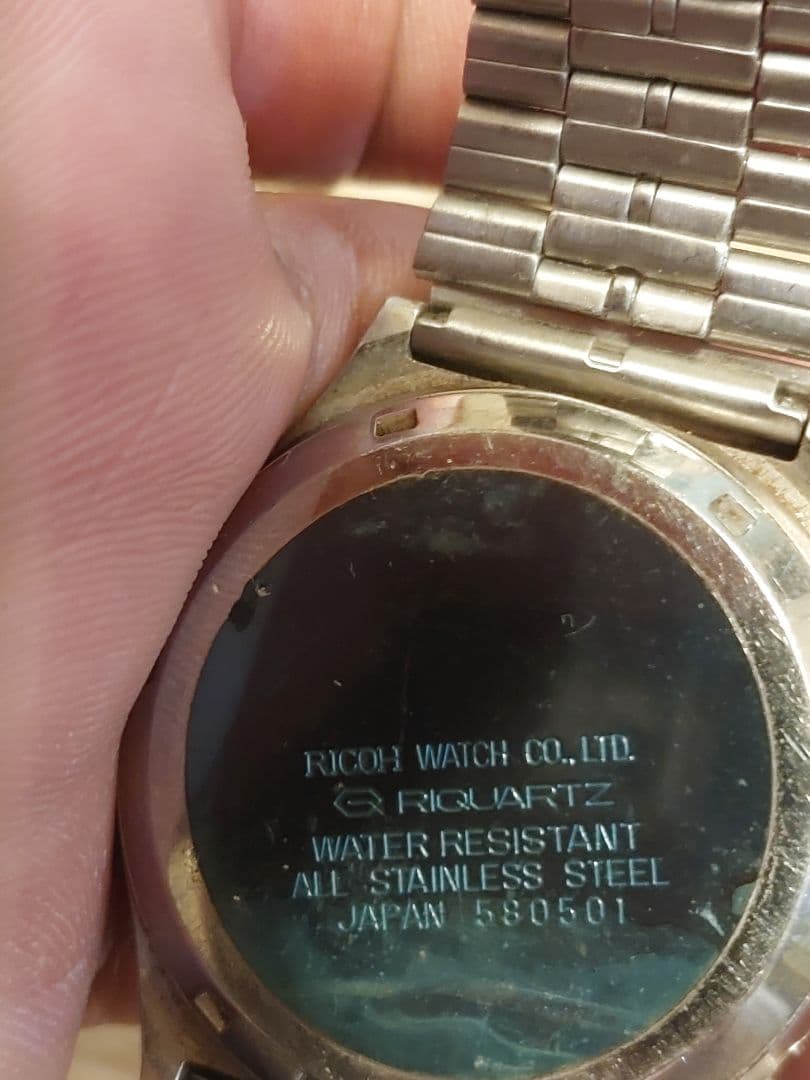 RICOH WATCH CO., LTD.
RIQUARTZ
WATER RESISTANT
ALL STAINLESS STEEL
JAPAN 580501